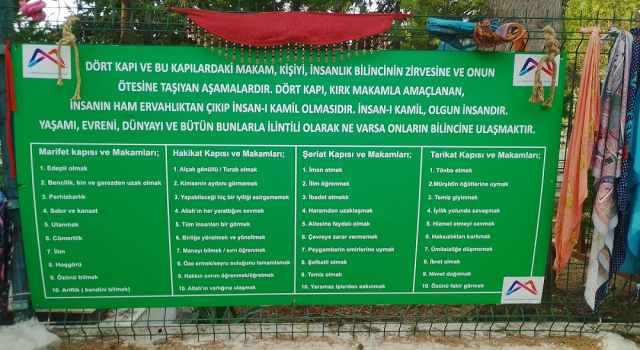 DÖRT KAPI VE BU KAPILARDAKİ MAKAM, KİŞİYİ, İNSANLIK BİLİNCİNİN ZİRVESİNE VE ONUN
ÖTESİNE TAŞIYAN AŞAMALARDIR. DÖRT KAPI, KIRK MAKAMLA AMAÇLANAN,
İNSANIN HAM ERVAHLIKTAN ÇIKIP İNSAN-I KAMİL OLMASIDIR. İNSAN-I KAMİL, OLGUN İNSANDIR.
YAŞAMI, EVRENİ, DÜNYAYI VE BÜTÜN BUNLARLA İLİNTİLİ OLARAK NE VARSA ONLARIN BİLİNCİNE ULAŞMAKTIR.
Marifet kapısı ve Makamları;
1. Edepli olmak
2. Bencillik, kin ve garezden uzak olmak
3. Perhizkarlık
4. Sabır ve kanaat
5. Utanmak
6. Cömertlik
7. İlim
8. Hoşgörü
9. Özünü bilmek
10. Ariflik ( kendini bilmek)
Hakikat Kapısı ve Makamları;
1. Alçak gönüllü / Turab olmak
2. Kimsenin ayıbını görmemek
3. Yapabileceği hiç bir iyiliği esirgememek
4. Allah'ın her yarattığını sevmek
5. Tüm insanları bir görmek
6. Birliğe yönelmek ve yöneltmek
7. Manayı bilmek / sırrı öğrenmek
8. Öze ermek/seyru suluğunu tamamlamak
9. Hakkın sırrını öğrenmek/öğretmek
10. Allah'ın varlığına ulaşmak
Şeriat Kapısı ve Makamları;
1. İman etmek
2. İlim öğrenmek
3. İbadet etmekk
4. Haramdan uzaklaşmak
5. Ailesine faydalı olmak
6. Çevreye zarar vermemek
7. Peygamberin emirlerine uymak
8. Şefkatli olmak
9. Temiz olmak
10. Yaramaz işlerden sakınmak
Tarikat Kapısı ve Makamları;
1. Tövbe etmek
2.Mürşidin öğütlerine uymak
3. Temiz giyinmek
4. İyilik yolunda savaşmak
5. Hizmet etmeyi sevmek
6. Haksızlıktan korkmak
7. Ümitsizliğe düşmemek
8. İbret almak
9. Nimet dağıtmak
10. Özünü fakir görmek